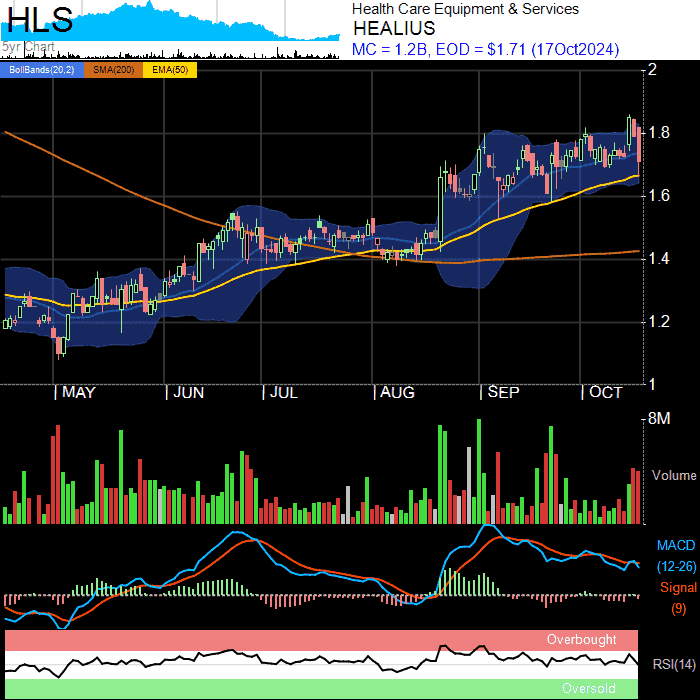 HLS
5yr Chart
Health Care Equipment & Services
HEALIUS
MC = 1.2B, EOD = $1.71 (17Oct2024)
BollBands(20,2) SMA(200) EMA(50)
2
1.8
1.6
1.4
1.2
1
MAY JUN JUL AUG SEP OCT
8M
Volume
MACD
(12-26)
Signal
(9)
Overbought
RSI(14)
Oversold